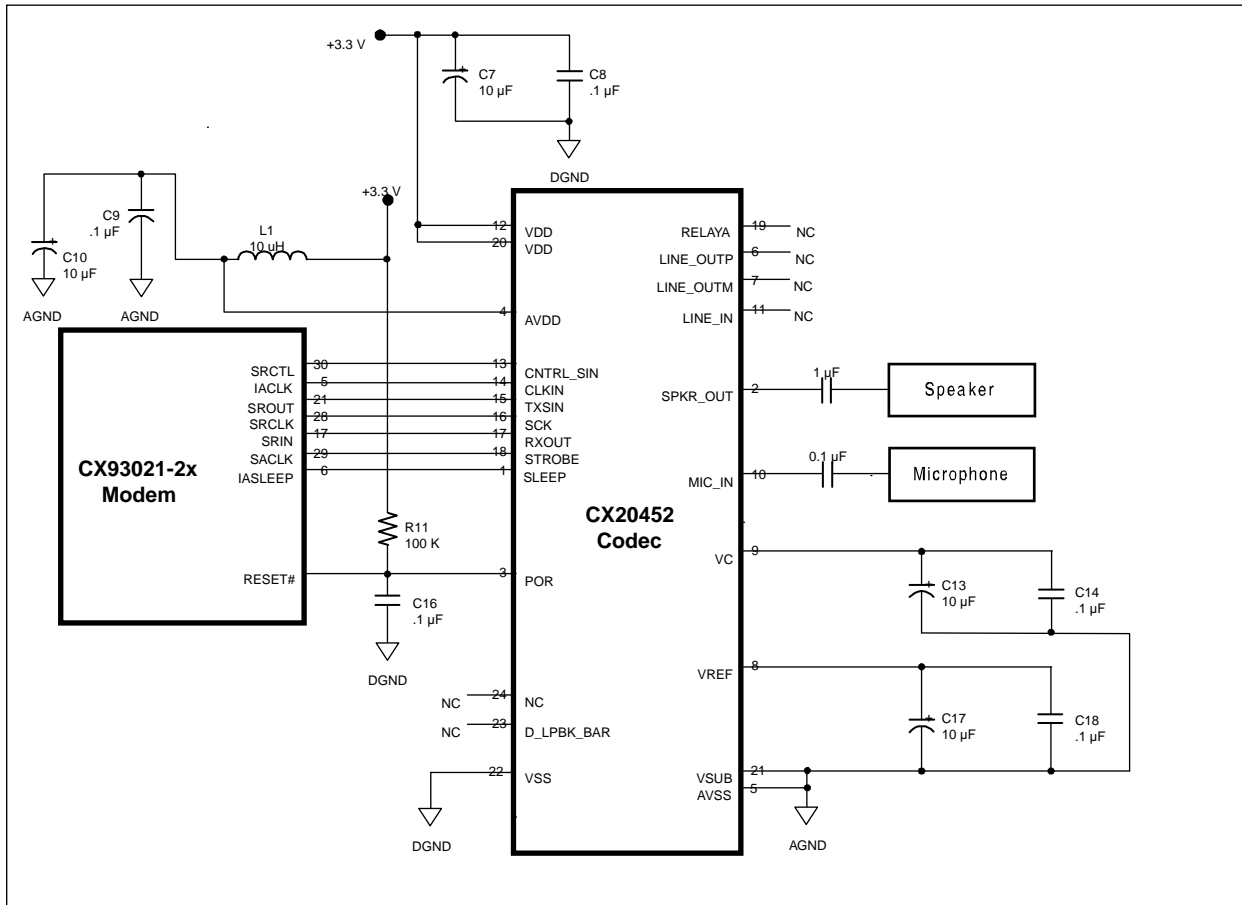 +3.3 V
C7
10 µF
C8
.1 µF
DGND
+3.3 V
C9
.1 µF
C10
10 µF
L1
10 uH
AGND
AGND
CX93021-2x
Modem
SRCTL
IACLK
SROUT
SRCLK
SRIN
SACLK
IASLEEP
RESET#
30
5
21
28
17
29
6
R11
100 K
C16
.1 µF
DGND
NC
NC
DGND
12
20
4
13
14
15
16
17
18
1
3
24
23
22
VDD
VDD
AVDD
CNTRL_SIN
CLKIN
TXSIN
SCK
RXOUT
STROBE
SLEEP
POR
NC
D_LPBK_BAR
VSS
CX20452
Codec
RELAYA
LINE_OUTP
LINE_OUTM
LINE_IN
SPKR_OUT
MIC_IN
VC
VREF
VSUB
AVSS
19
6
7
11
2
10
9
8
21
5
NC
NC
NC
NC
1 µF
Speaker
0.1 µF
Microphone
C13
10 µF
C14
.1 µF
C17
10 µF
C18
.1 µF
AGND